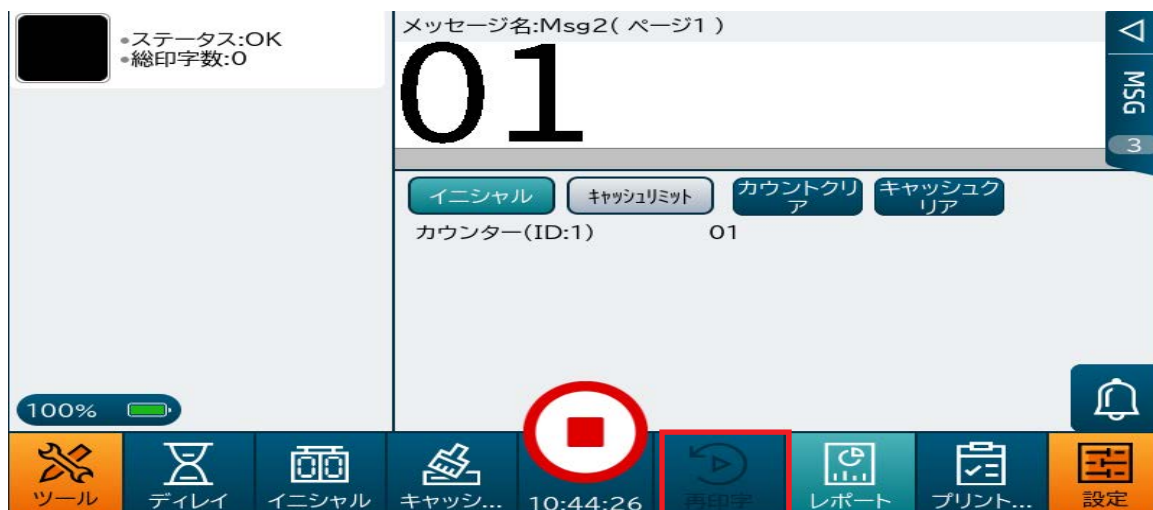 •ステータス:OK
•総印字数:0
100%
メッセージ名:Msg2( ページ1 )
01
MSG
3
イニシャル
キャッシュリミット
カウントクリ
ア
キャッシュク
リア
カウンター(ID:1) 01
ツール
ディレイ
イニシャル
キャッシ...
10:44:26
再印字
レポート
プリント...
設定